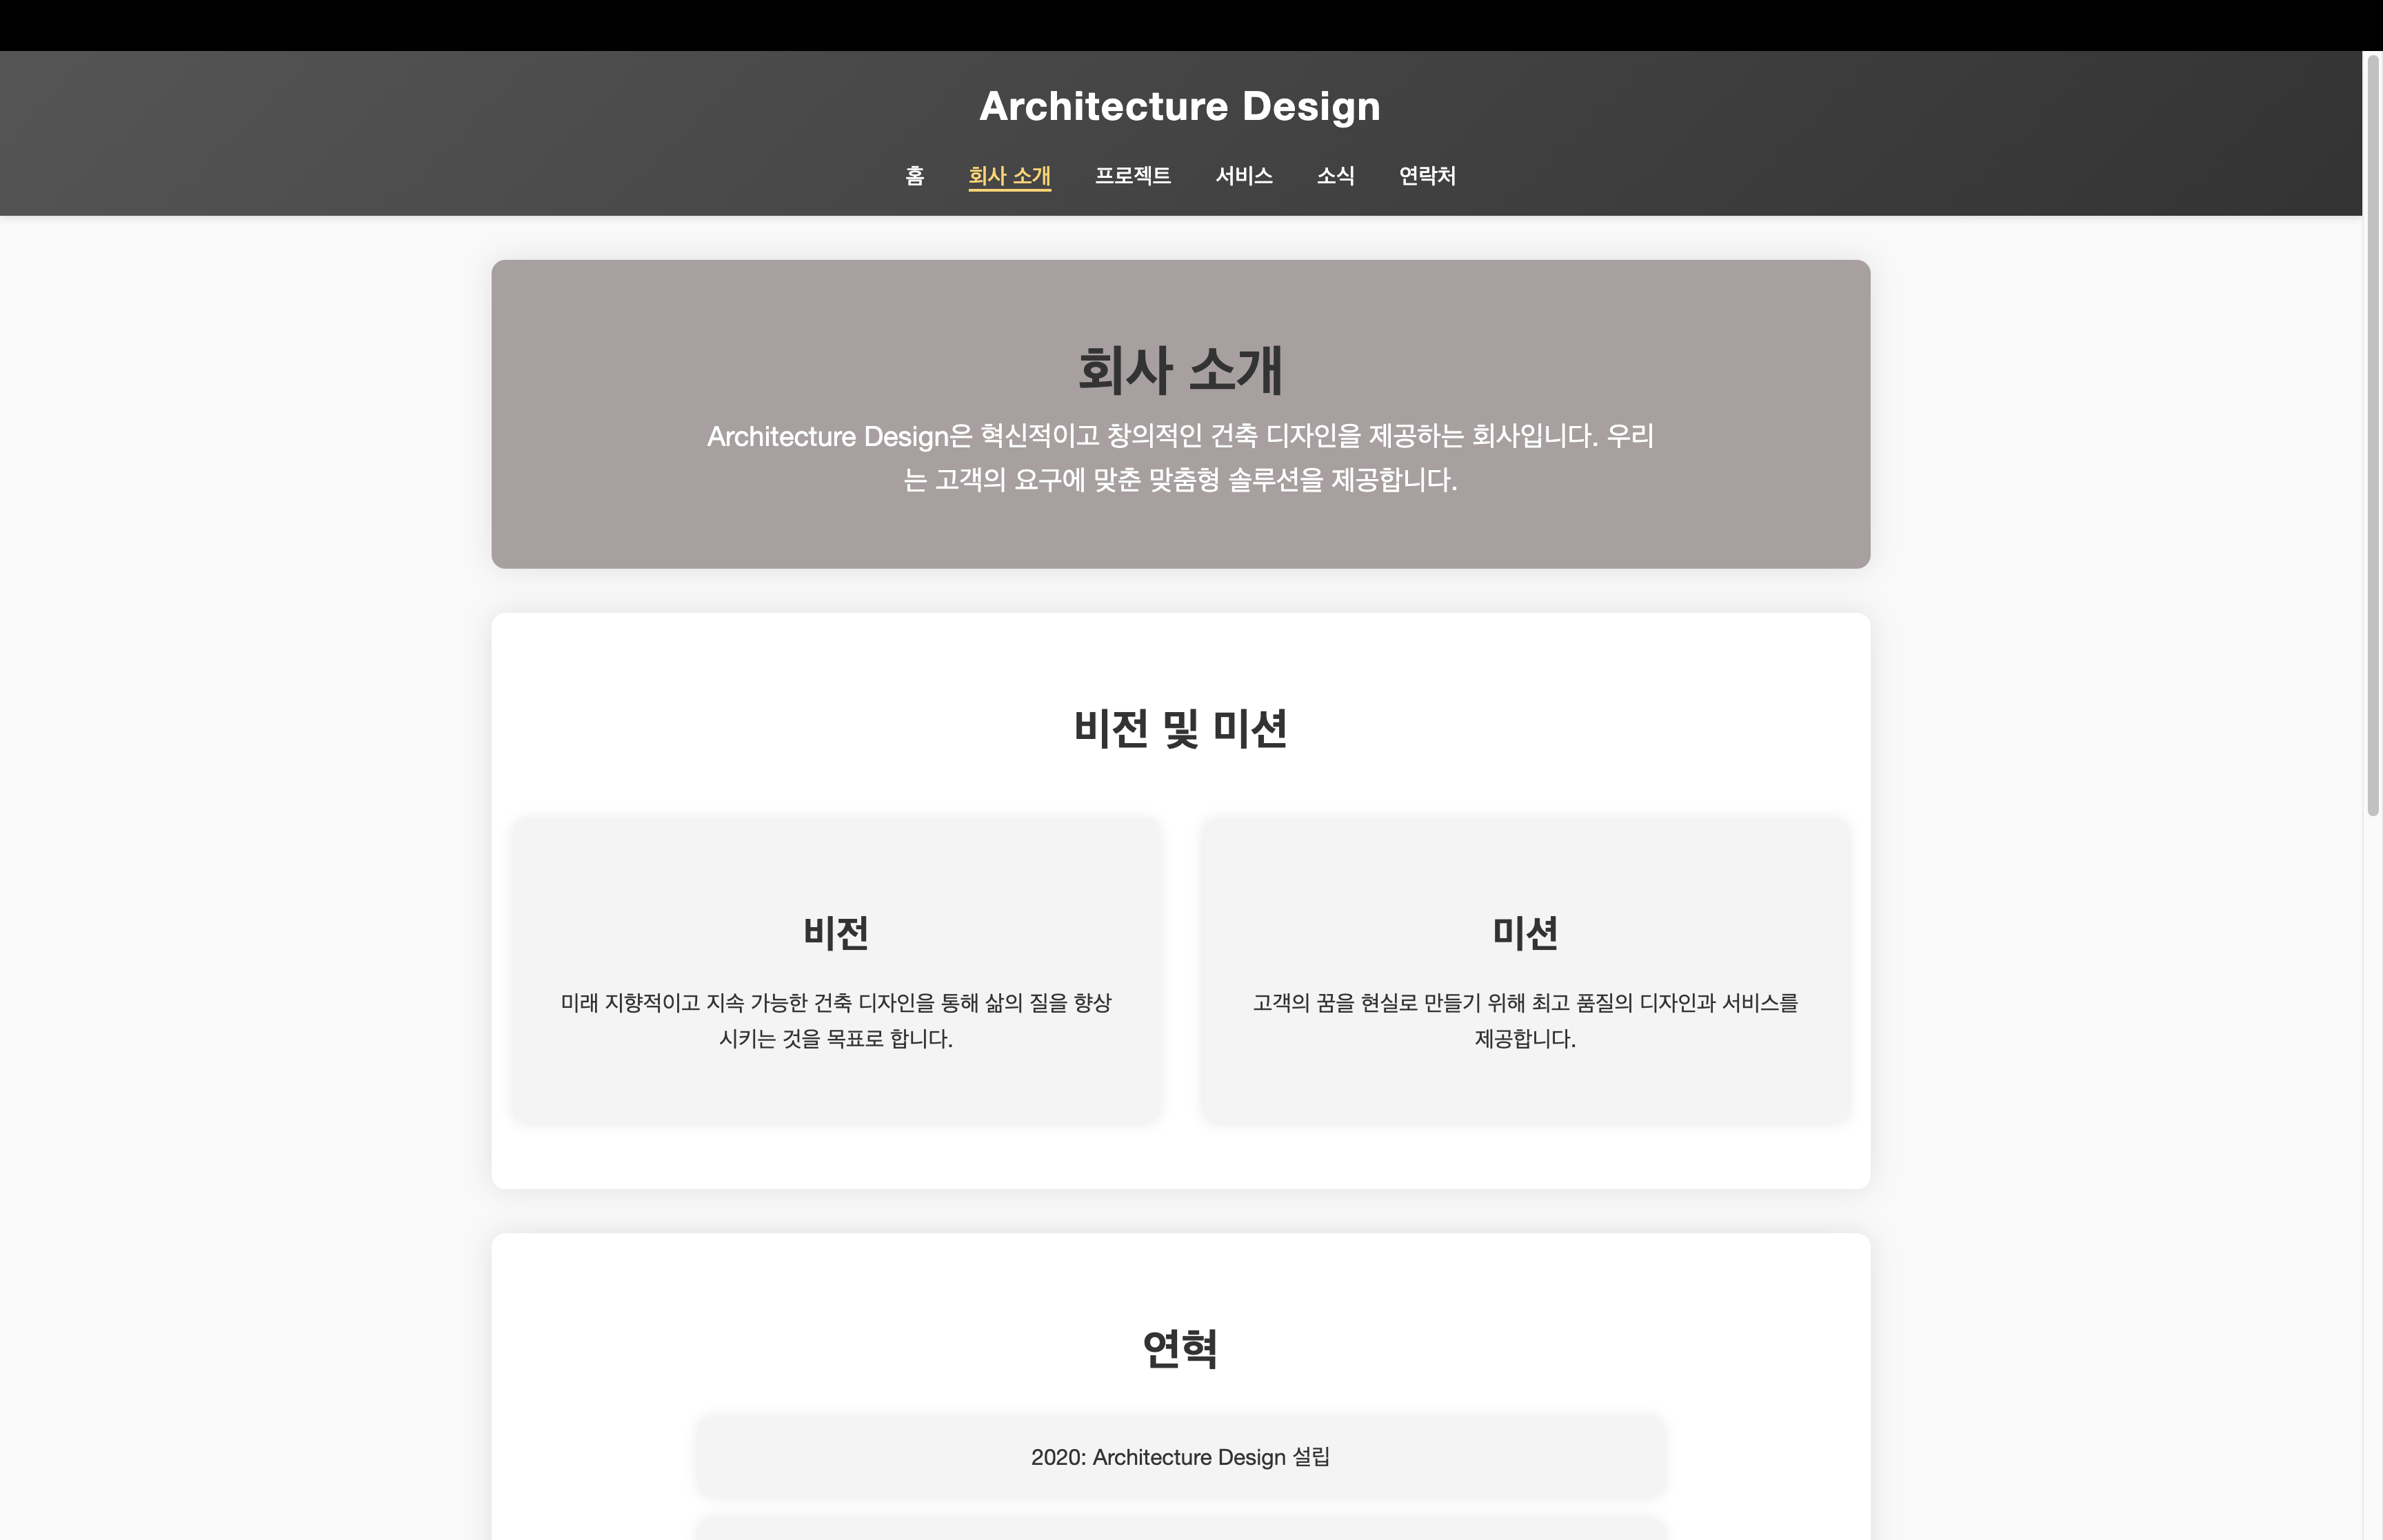 Architecture Design
홈 회사 소개 프로젝트 서비스 소식 연락처
회사 소개
Architecture Design은 혁신적이고 창의적인 건축 디자인을 제공하는 회사입니다. 우리
는 고객의 요구에 맞춘 맞춤형 솔루션을 제공합니다.
비전 및 미션
비전
미래 지향적이고 지속 가능한 건축 디자인을 통해 삶의 질을 향상
시키는 것을 목표로 합니다.
미션
고객의 꿈을 현실로 만들기 위해 최고 품질의 디자인과 서비스를
제공합니다.
연혁
2020: Architecture Design 설립